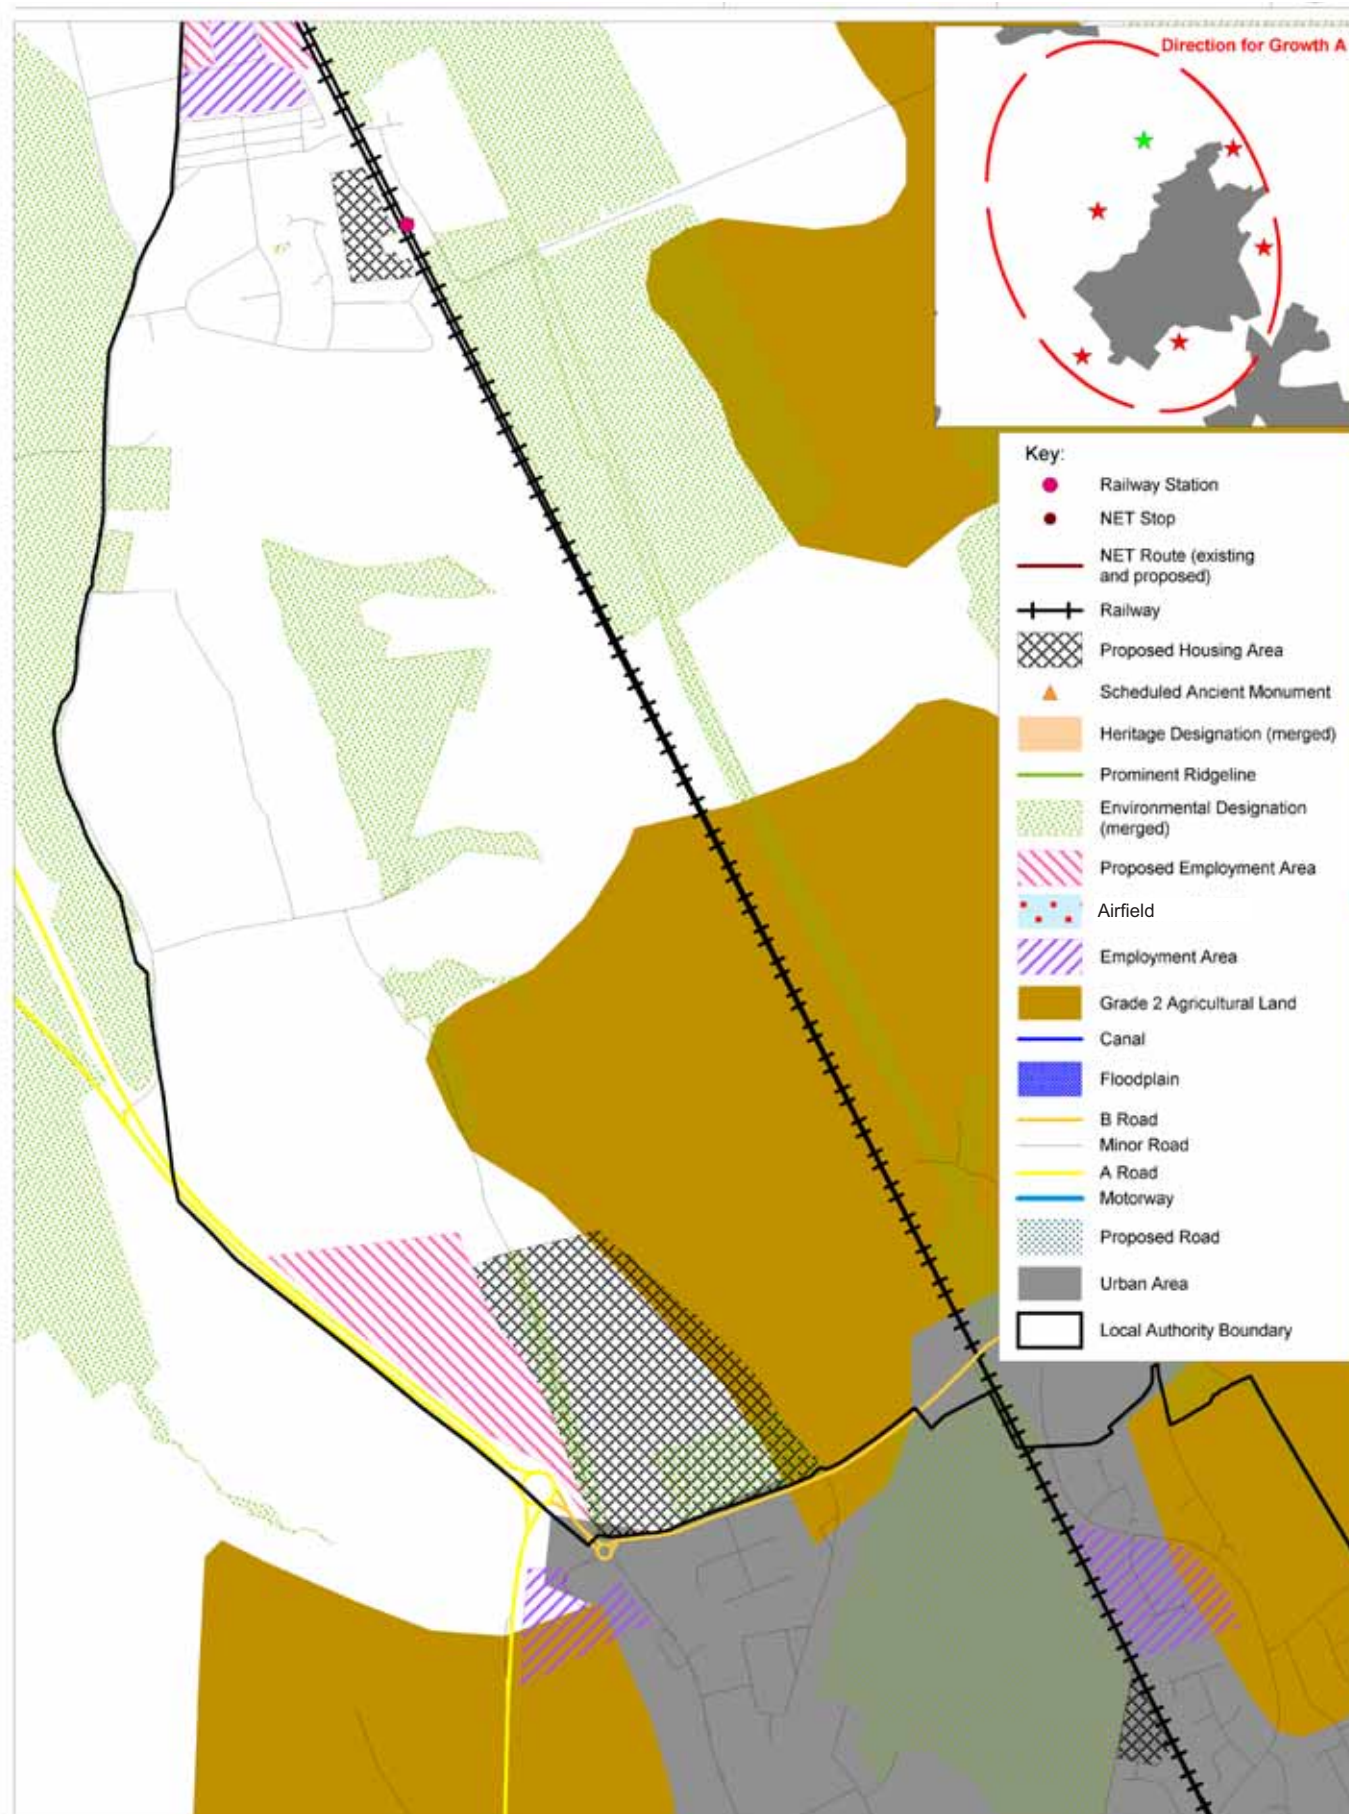 Direction for Growth A
Key:
Railway Station
NET Stop
NET Route (existing
and proposed)
Railway
Proposed Housing Area
Scheduled Ancient Monument
Heritage Designation (merged)
Prominent Ridgeline
Environmental Designation
(merged)
Proposed Employment Area
Airfield
Employment Area
Grade 2 Agricultural Land
Canal
Floodplain
B Road
Minor Road
A Road
Motorway
Proposed Road
Urban Area
Local Authority Boundary